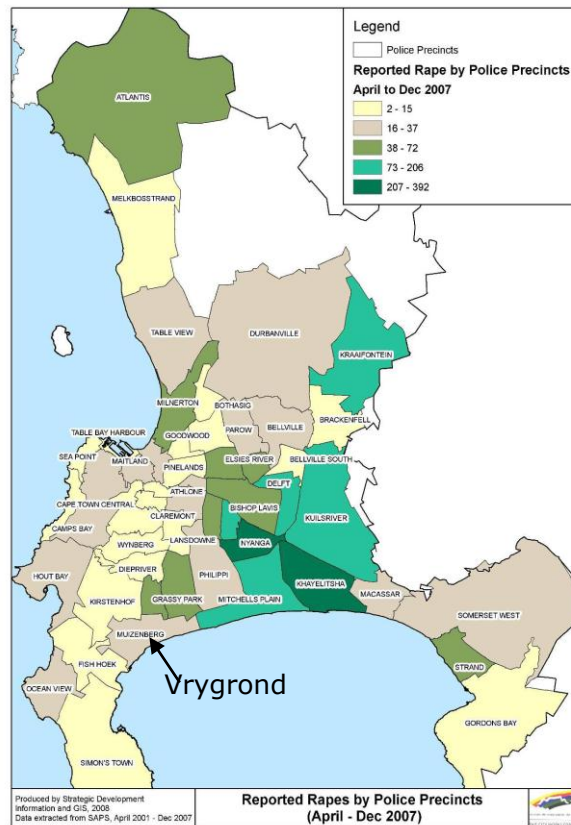 Legend
Police Precincts
Reported Rape by Police Precincts
April to Dec 2007
2 - 15
16 - 37
38 - 72
73 - 206
207 - 392
ATLANTIS
MELKBOSSTRAND
TABLE VIEW
DURBANVILLE
KRAAIFONTEIN
MILNERTON
BOTHASIG
BRACKENFELL
TABLE BAY HARBOUR
GOODWOOD
PAROW
BELLVILLE
SEA POINT
MAITLAND
PINELANDS
ELSIES RIVER
BELLVILLE SOUTH
ATHLONE
DELFT
CAPE TOWN CENTRAL
CLAREMONT
BISHOP LAVIS
KUILSRIVER
CAMPS BAY
WYNBERG
LANSDOWNE
NYANGA
DIEPRIVER
PHILIPPI
HOUT BAY
KHAYELITSHA
MACASSAR
KIRSTENHOF
GRASSY PARK
MITCHELLS PLAIN
SOMERSET WEST
MUIZENBERG
FISH HOEK
STRAND
Vrygrond
OCEAN VIEW
GORDONS BAY
SIMON'S TOWN
Produced by Strategic Development
Information and GIS, 2008
Data extracted from SAPS, April 2001 - Dec 2007
Reported Rapes by Police Precincts
(April - Dec 2007)